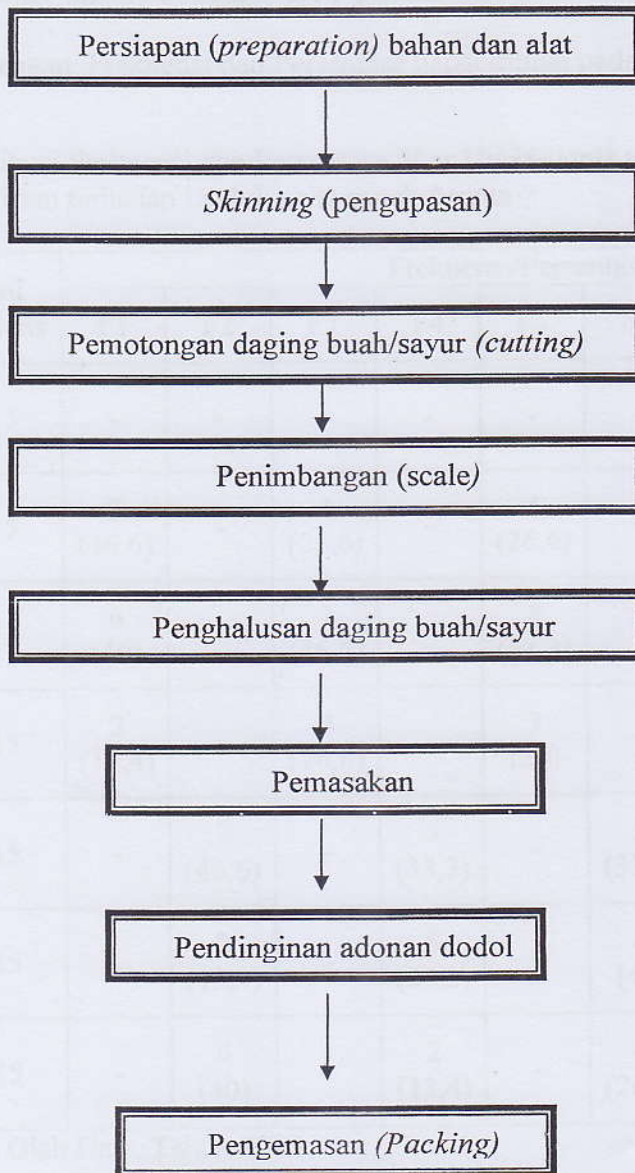 Persiapan (preparation) bahan dan alat
Skinning (pengupasan)
Pemotongan daging buah/sayur (cutting)
Penimbangan (scale)
Penghalusan daging buah/sayur
Pemasakan
Pendinginan adonan dodol
Pengemasan (Packing)